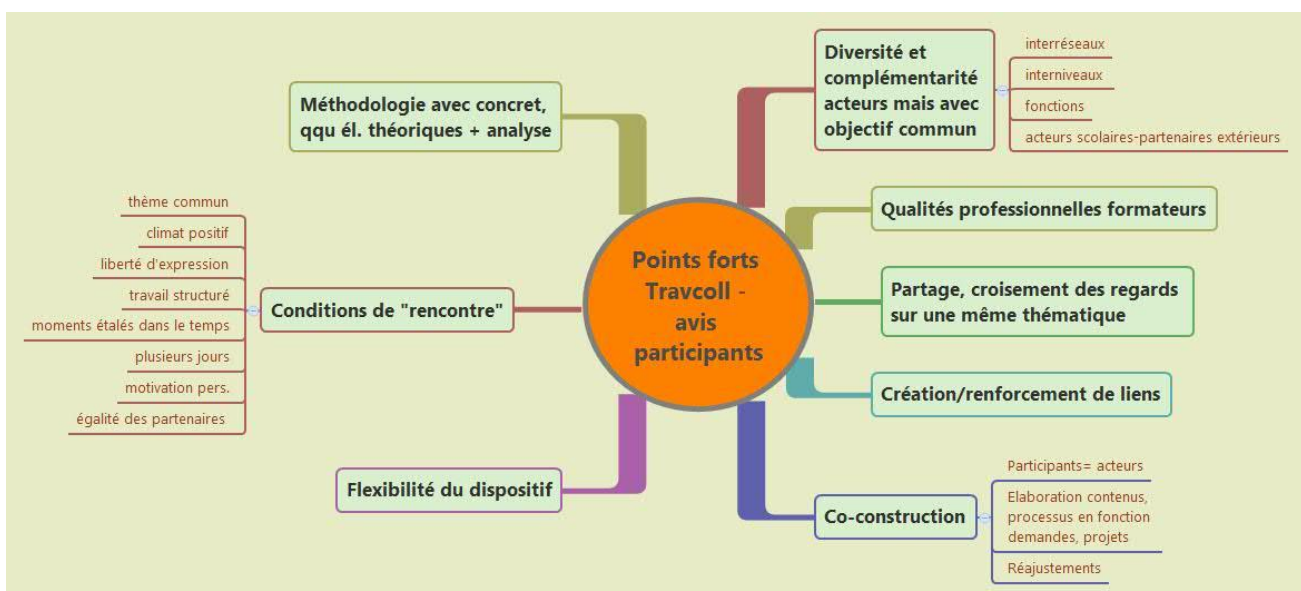 Points forts
Travcoll -
avis
participants
Diversité et
complémentarité
acteurs mais avec
objectif commun
interréseaux
interniveaux
fonctions
acteurs scolaires-partenaires extérieurs
Qualités professionnelles formateurs
Partage, croisement des regards
sur une même thématique
Création/renforcement de liens
Co-construction
Participants= acteurs
Elaboration contenus,
processus en fonction
demandes, projets
Réajustements
Méthodologie avec concret,
qqu él. théoriques + analyse
Conditions de "rencontre"
thème commun
climat positif
liberté d'expression
travail structuré
moments étalés dans le temps
plusieurs jours
motivation pers.
égalité des partenaires
Flexibilité du dispositif